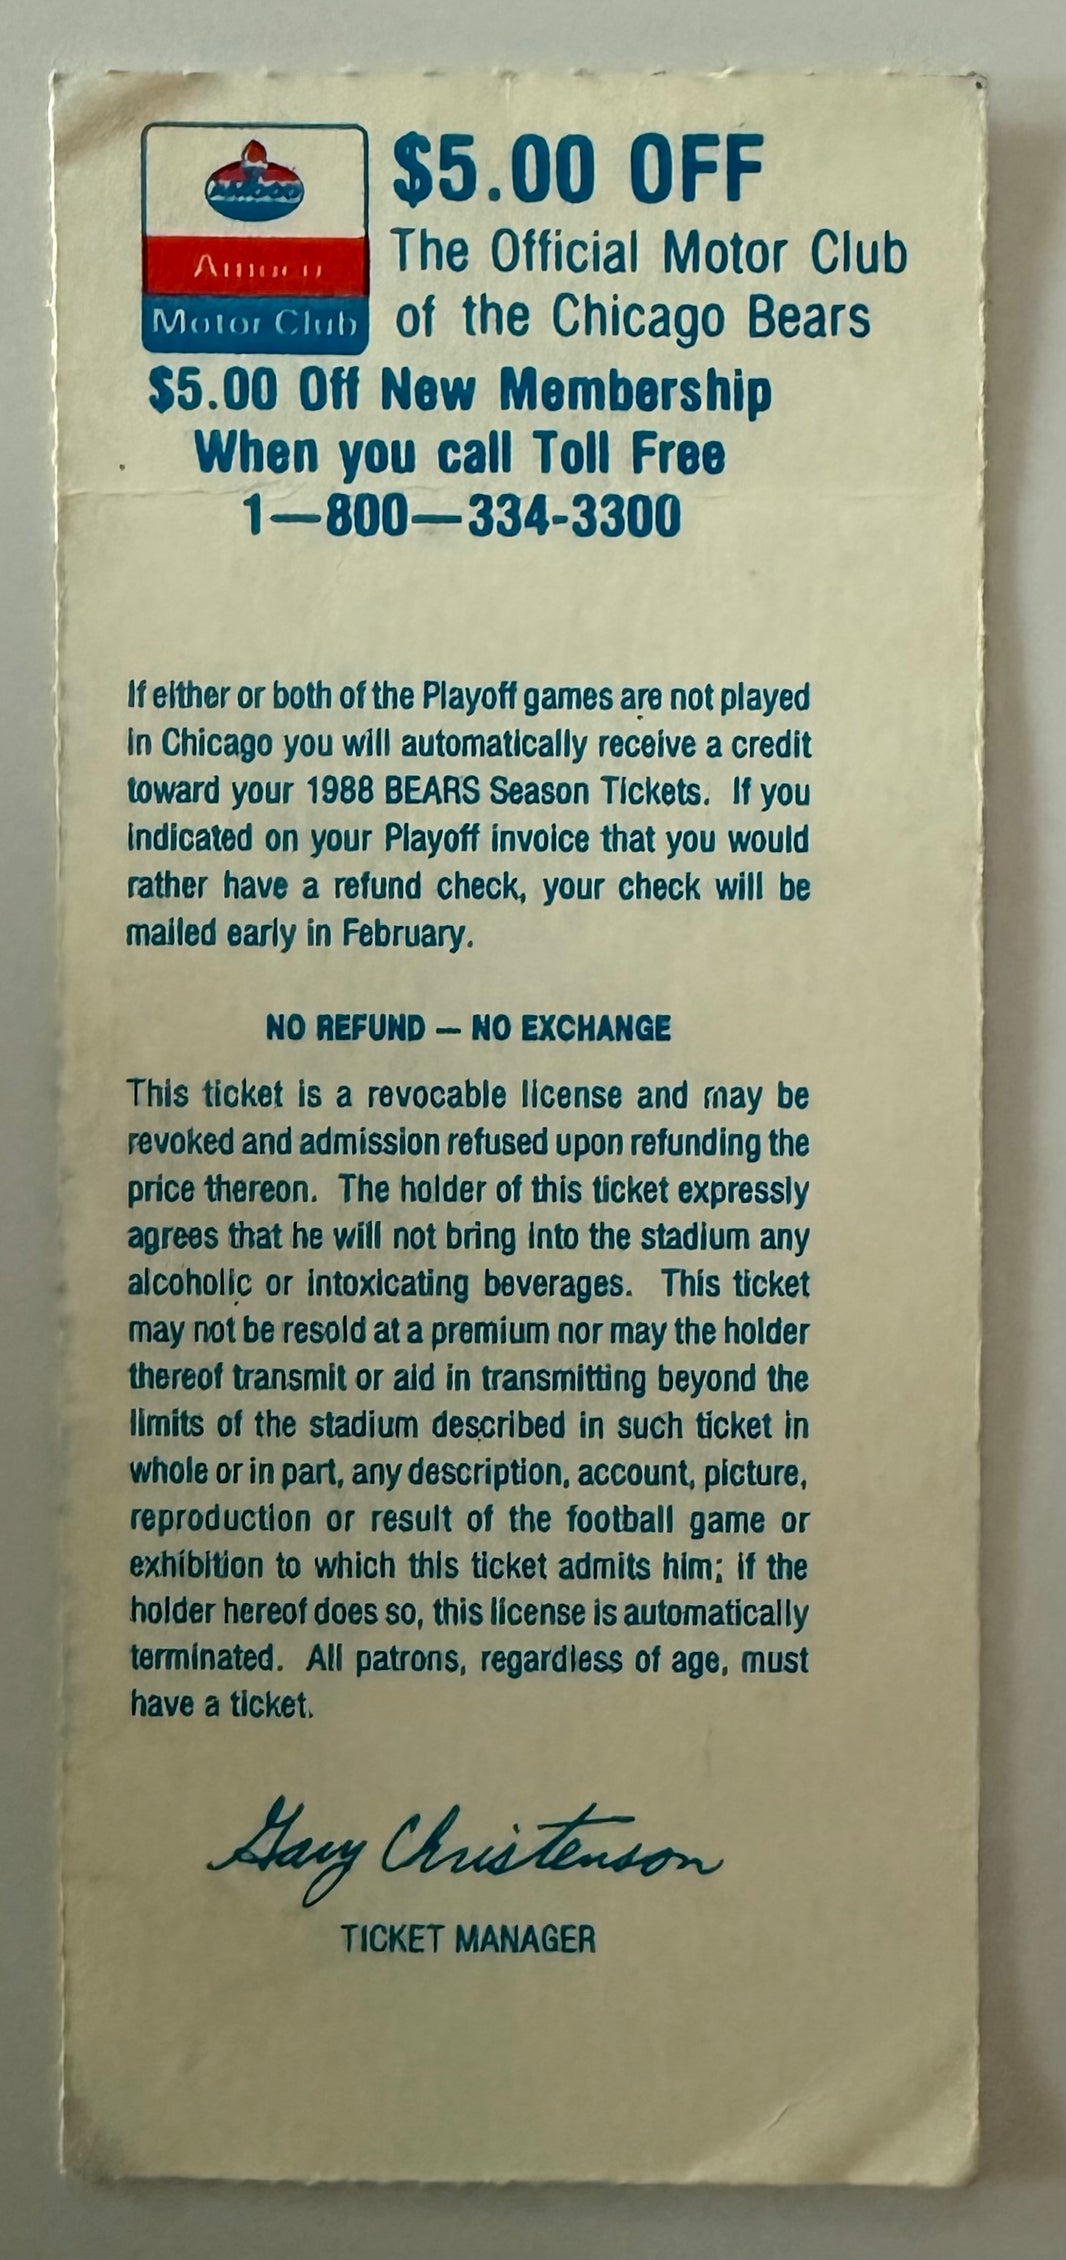 AMOCO
Amoco
Motor Club
$5.00 OFF
The Official Motor Club
of the Chicago Bears
$5.00 Off New Membership
When you call Toll Free
1—800—334-3300
If either or both of the Playoff games are not played
in Chicago you will automatically receive a credit
toward your 1988 BEARS Season Tickets. If you
indicated on your Playoff invoice that you would
rather have a refund check, your check will be
mailed early in February.
NO REFUND — NO EXCHANGE
This ticket is a revocable license and may be
revoked and admission refused upon refunding the
price thereon. The holder of this ticket expressly
agrees that he will not bring into the stadium any
alcoholic or intoxicating beverages. This ticket
may not be resold at a premium nor may the holder
thereof transmit or aid in transmitting beyond the
limits of the stadium described in such ticket in
whole or in part, any description, account, picture,
reproduction or result of the football game or
exhibition to which this ticket admits him; if the
holder hereof does so, this license is automatically
terminated. All patrons, regardless of age, must
have a ticket.
Gary Christenson
TICKET MANAGER